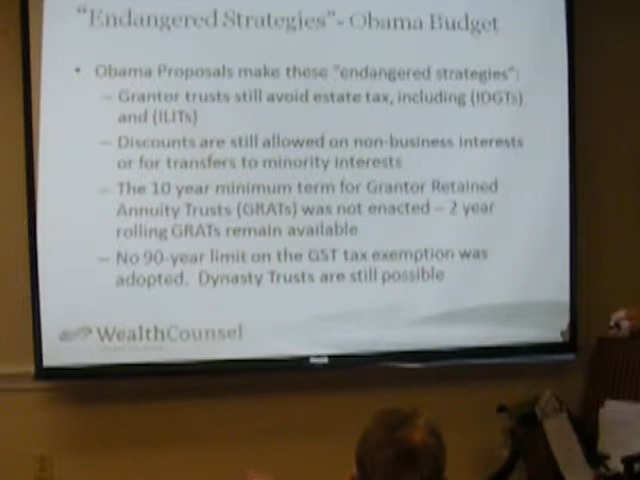 "Endangered Strategies"- Obama Budget
• Obama Proposals make these "endangered strategies":
– Grantor trusts still avoid estate tax, including (IDGTs)
and (ILITs)
– Discounts are still allowed on non-business interests
or for transfers to minority interests
– The 10 year minimum term for Grantor Retained
Annuity Trusts (GRATs) was not enacted – 2 year
rolling GRATs remain available
– No 90-year limit on the GST tax exemption was
adopted. Dynasty Trusts are still possible
WealthCounsel